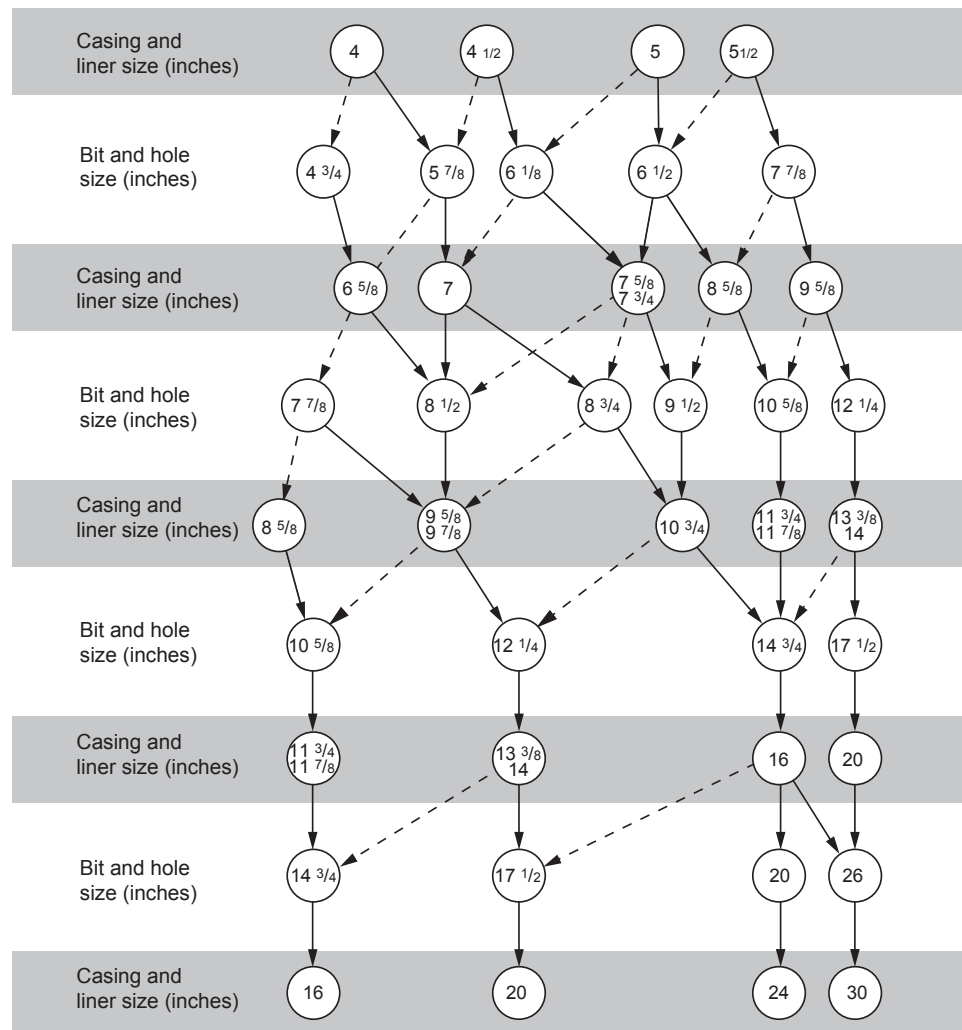 Casing and
liner size (inches)
4
4 1/2
5
5 1/2
Bit and hole
size (inches)
4 3/4
5 7/8
6 1/8
6 1/2
7 7/8
Casing and
liner size (inches)
6 5/8
7
7 5/8
7 3/4
8 5/8
9 5/8
Bit and hole
size (inches)
7 7/8
8 1/2
8 3/4
9 1/2
10 5/8
12 1/4
Casing and
liner size (inches)
8 5/8
9 5/8
9 7/8
10 3/4
11 3/4
11 7/8
13 3/8
14
Bit and hole
size (inches)
10 5/8
12 1/4
14 3/4
17 1/2
Casing and
liner size (inches)
11 3/4
11 7/8
13 3/8
14
16
20
Bit and hole
size (inches)
14 3/4
17 1/2
20
26
Casing and
liner size (inches)
16
20
24
30